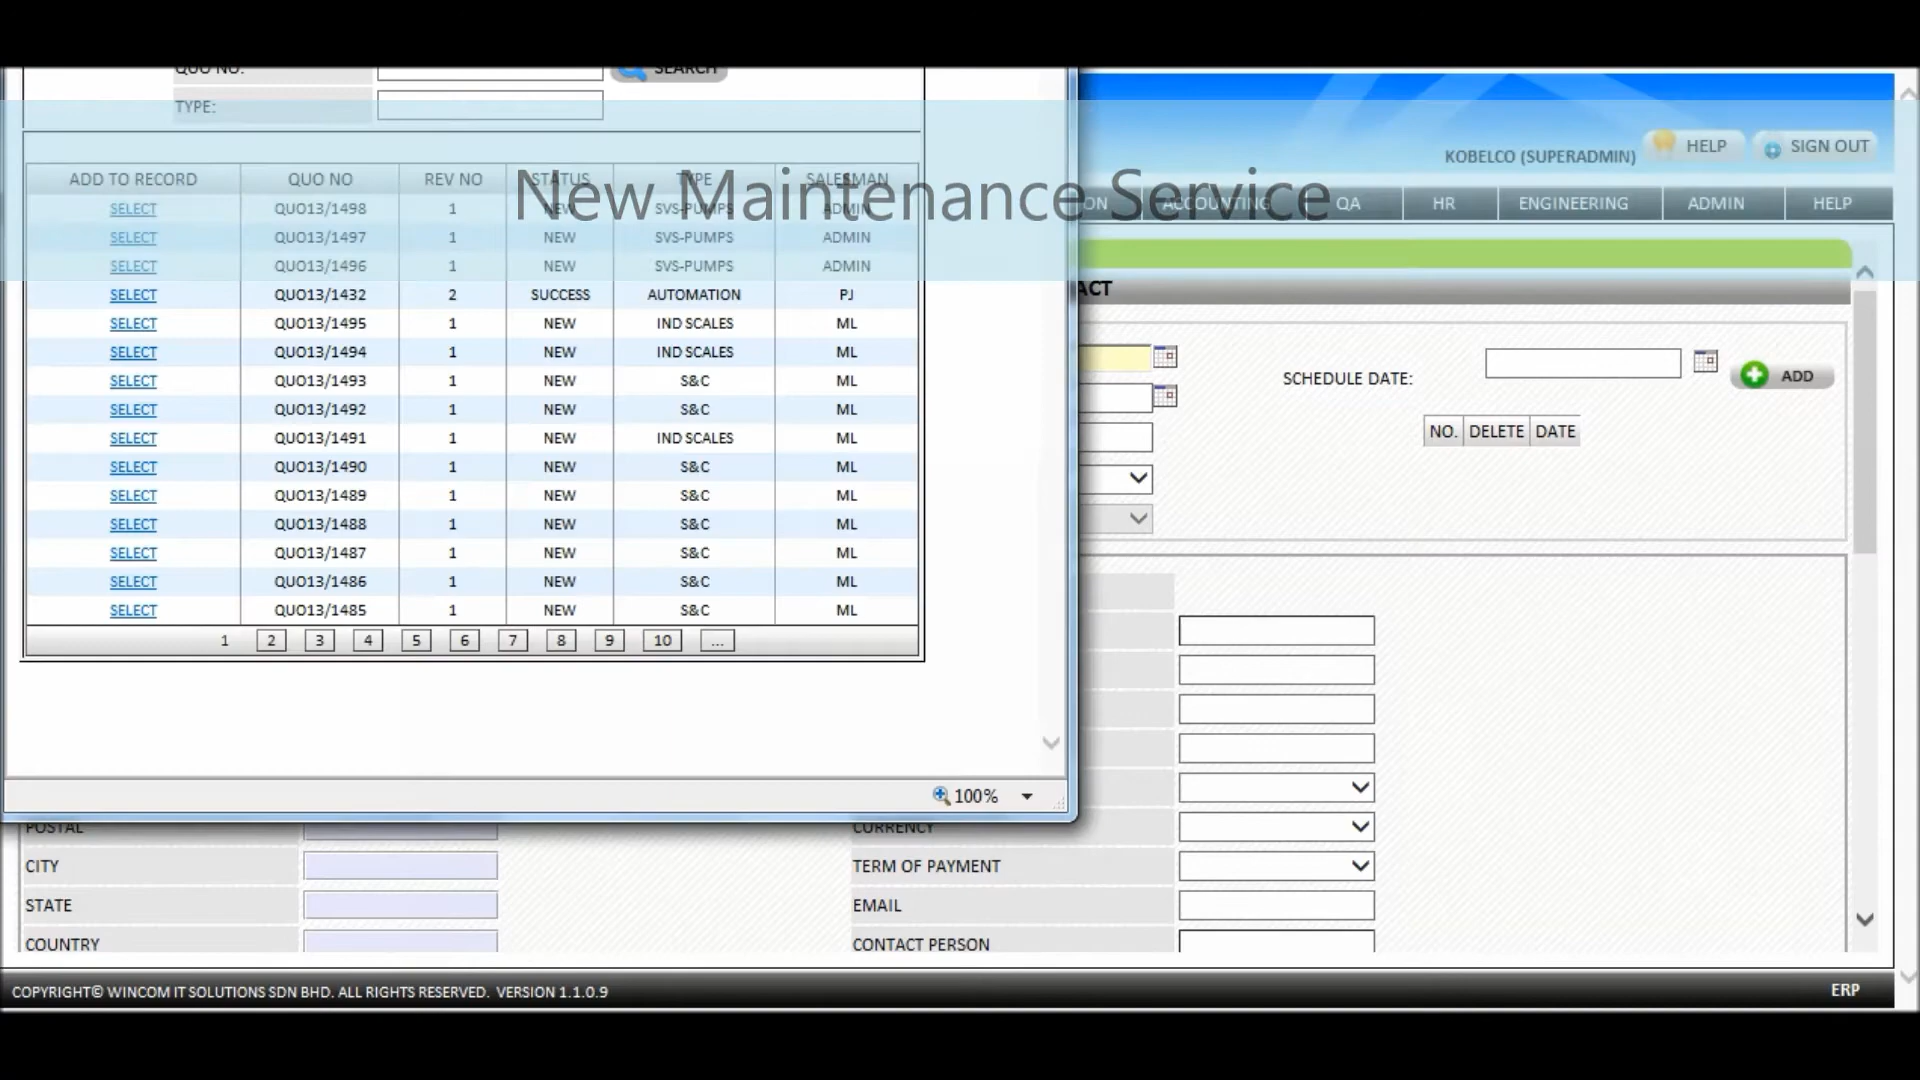 QUO NO:
SEARCH
TYPE:
New Maintenance Service
ADD TO RECORD QUO NO REV NO STATUS TYPE SALESMAN
SELECT QUO13/1498 1 NEW SVS-PUMPS ADMIN
SELECT QUO13/1497 1 NEW SVS-PUMPS ADMIN
SELECT QUO13/1496 1 NEW SVS-PUMPS ADMIN
SELECT QUO13/1432 2 SUCCESS AUTOMATION PJ
SELECT QUO13/1495 1 NEW IND SCALES ML
SELECT QUO13/1494 1 NEW IND SCALES ML
SELECT QUO13/1493 1 NEW S&C ML
SELECT QUO13/1492 1 NEW S&C ML
SELECT QUO13/1491 1 NEW IND SCALES ML
SELECT QUO13/1490 1 NEW S&C ML
SELECT QUO13/1489 1 NEW S&C ML
SELECT QUO13/1488 1 NEW S&C ML
SELECT QUO13/1487 1 NEW S&C ML
SELECT QUO13/1486 1 NEW S&C ML
SELECT QUO13/1485 1 NEW S&C ML
1 2 3 4 5 6 7 8 9 10 ...
100%
KOBELCO (SUPERADMIN) HELP SIGN OUT
ON ACCOUNTING QA HR ENGINEERING ADMIN HELP
ACT
SCHEDULE DATE: ADD
NO. DELETE DATE
POSTAL CURRENCY
CITY TERM OF PAYMENT
STATE EMAIL
COUNTRY CONTACT PERSON
COPYRIGHT© WINCOM IT SOLUTIONS SDN BHD. ALL RIGHTS RESERVED. VERSION 1.1.0.9 ERP